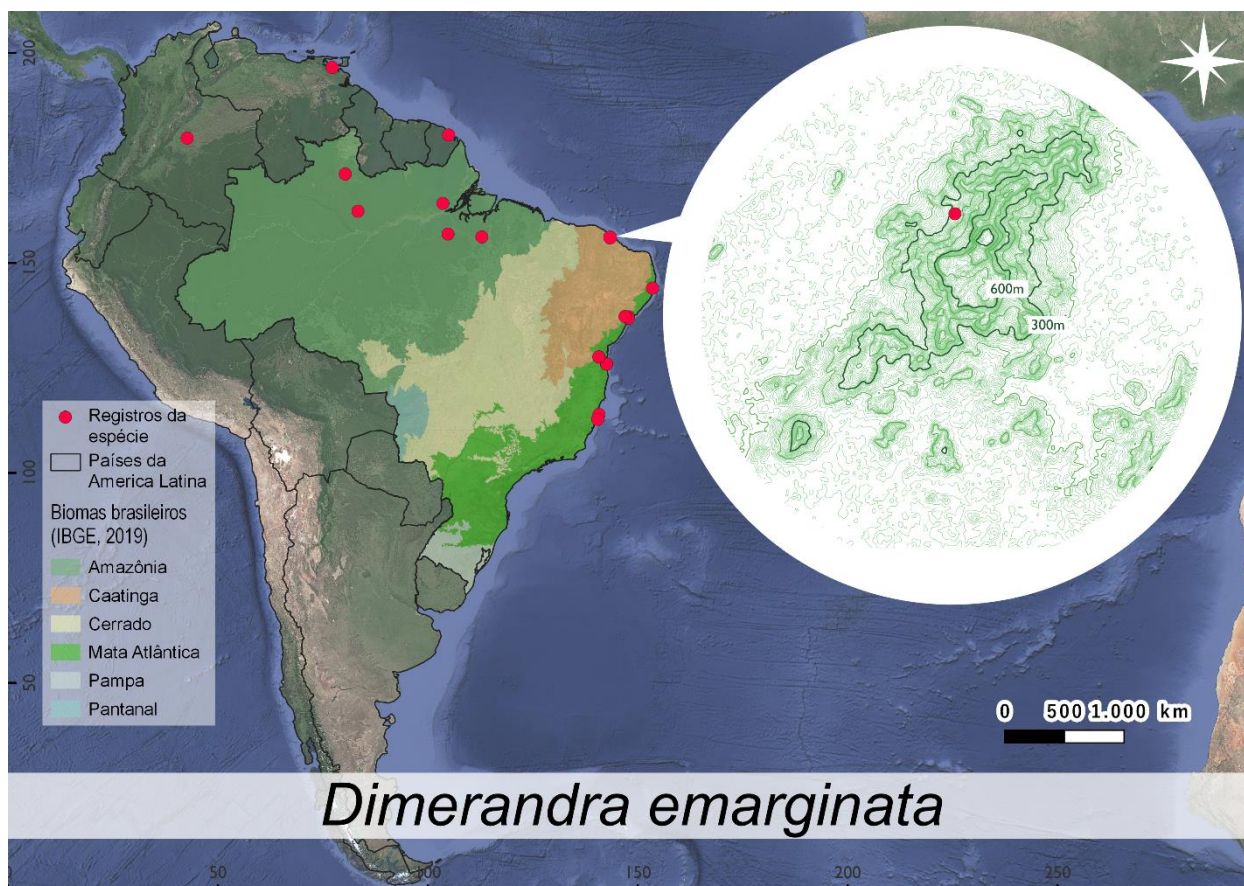 200
150
100
50
600m
300m
Registros da
espécie
Países da
America Latina
Biomas brasileiros
(IBGE, 2019)
Amazônia
Caatinga
Cerrado
Mata Atlântica
Pampa
Pantanal
0 500 1.000 km
Dimerandra emarginata
50 100 150 200 250